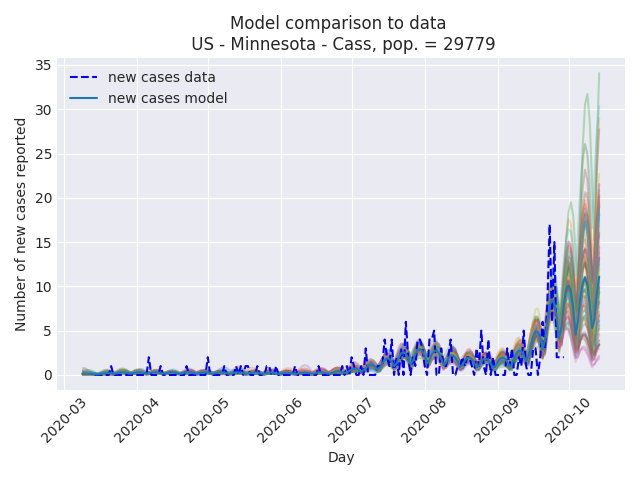 Model comparison to data
US - Minnesota - Cass, pop. = 29779
new cases data
new cases model
Number of new cases reported
35
30
25
20
15
10
5
0
2020-03
2020-04
2020-05
2020-06
2020-07
2020-08
2020-09
2020-10
Day